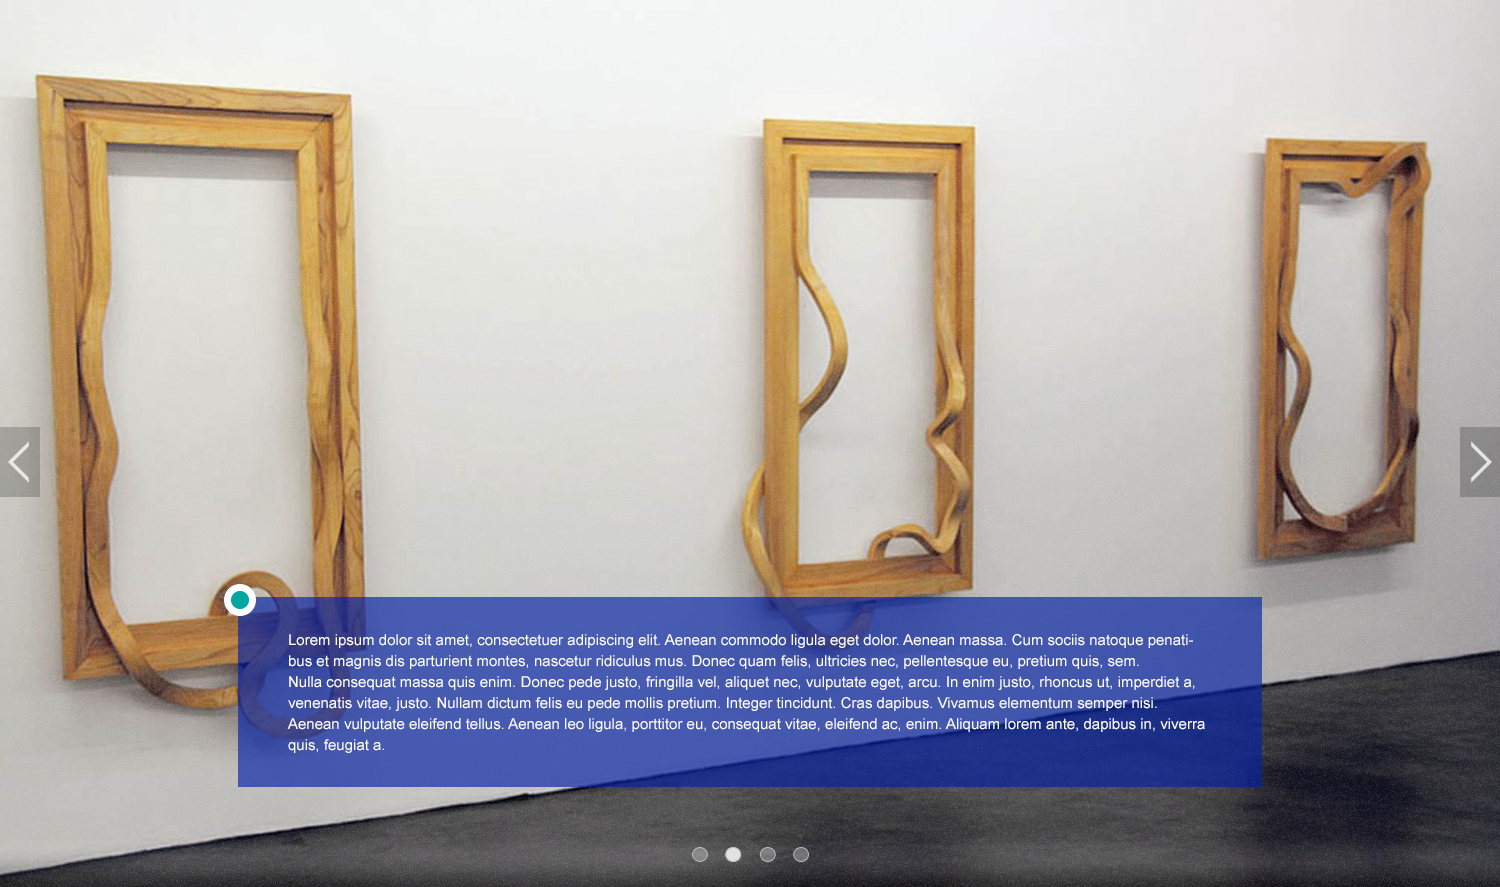 Lorem ipsum dolor sit amet, consectetuer adipiscing elit. Aenean commodo ligula eget dolor. Aenean massa. Cum sociis natoque penati-
bus et magnis dis parturient montes, nascetur ridiculus mus. Donec quam felis, ultricies nec, pellentesque eu, pretium quis, sem.
Nulla consequat massa quis enim. Donec pede justo, fringilla vel, aliquet nec, vulputate eget, arcu. In enim justo, rhoncus ut, imperdiet a,
venenatis vitae, justo. Nullam dictum felis eu pede mollis pretium. Integer tincidunt. Cras dapibus. Vivamus elementum semper nisi.
Aenean vulputate eleifend tellus. Aenean leo ligula, porttitor eu, consequat vitae, eleifend ac, enim. Aliquam lorem ante, dapibus in, viverra
quis, feugiat a.